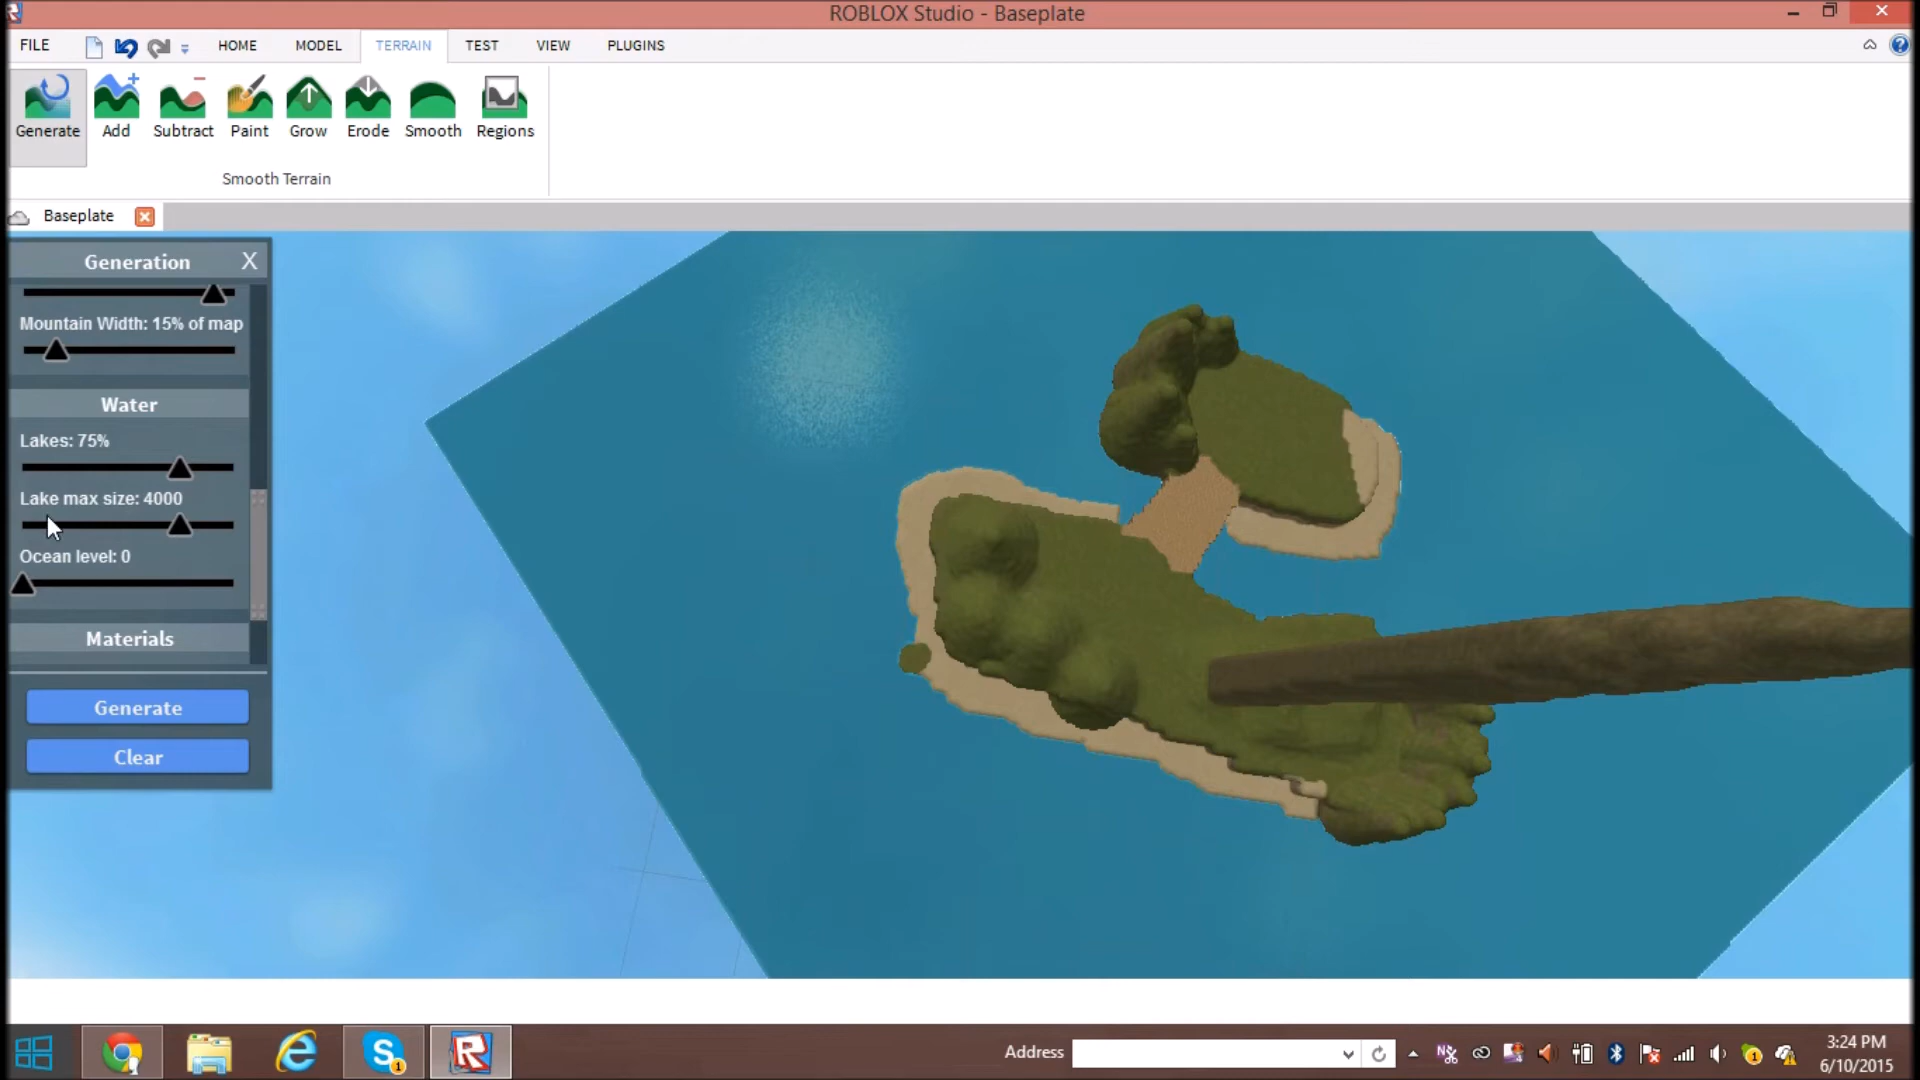 ROBLOX Studio - Baseplate
FILE HOME MODEL TERRAIN TEST VIEW PLUGINS
Generate Add Subtract Paint Grow Erode Smooth Regions
Smooth Terrain
Baseplate
Generation X
Mountain Width: 15% of map
Water
Lakes: 75%
Lake max size: 4000
Ocean level: 0
Materials
Generate
Clear
Address
3:24 PM
6/10/2015